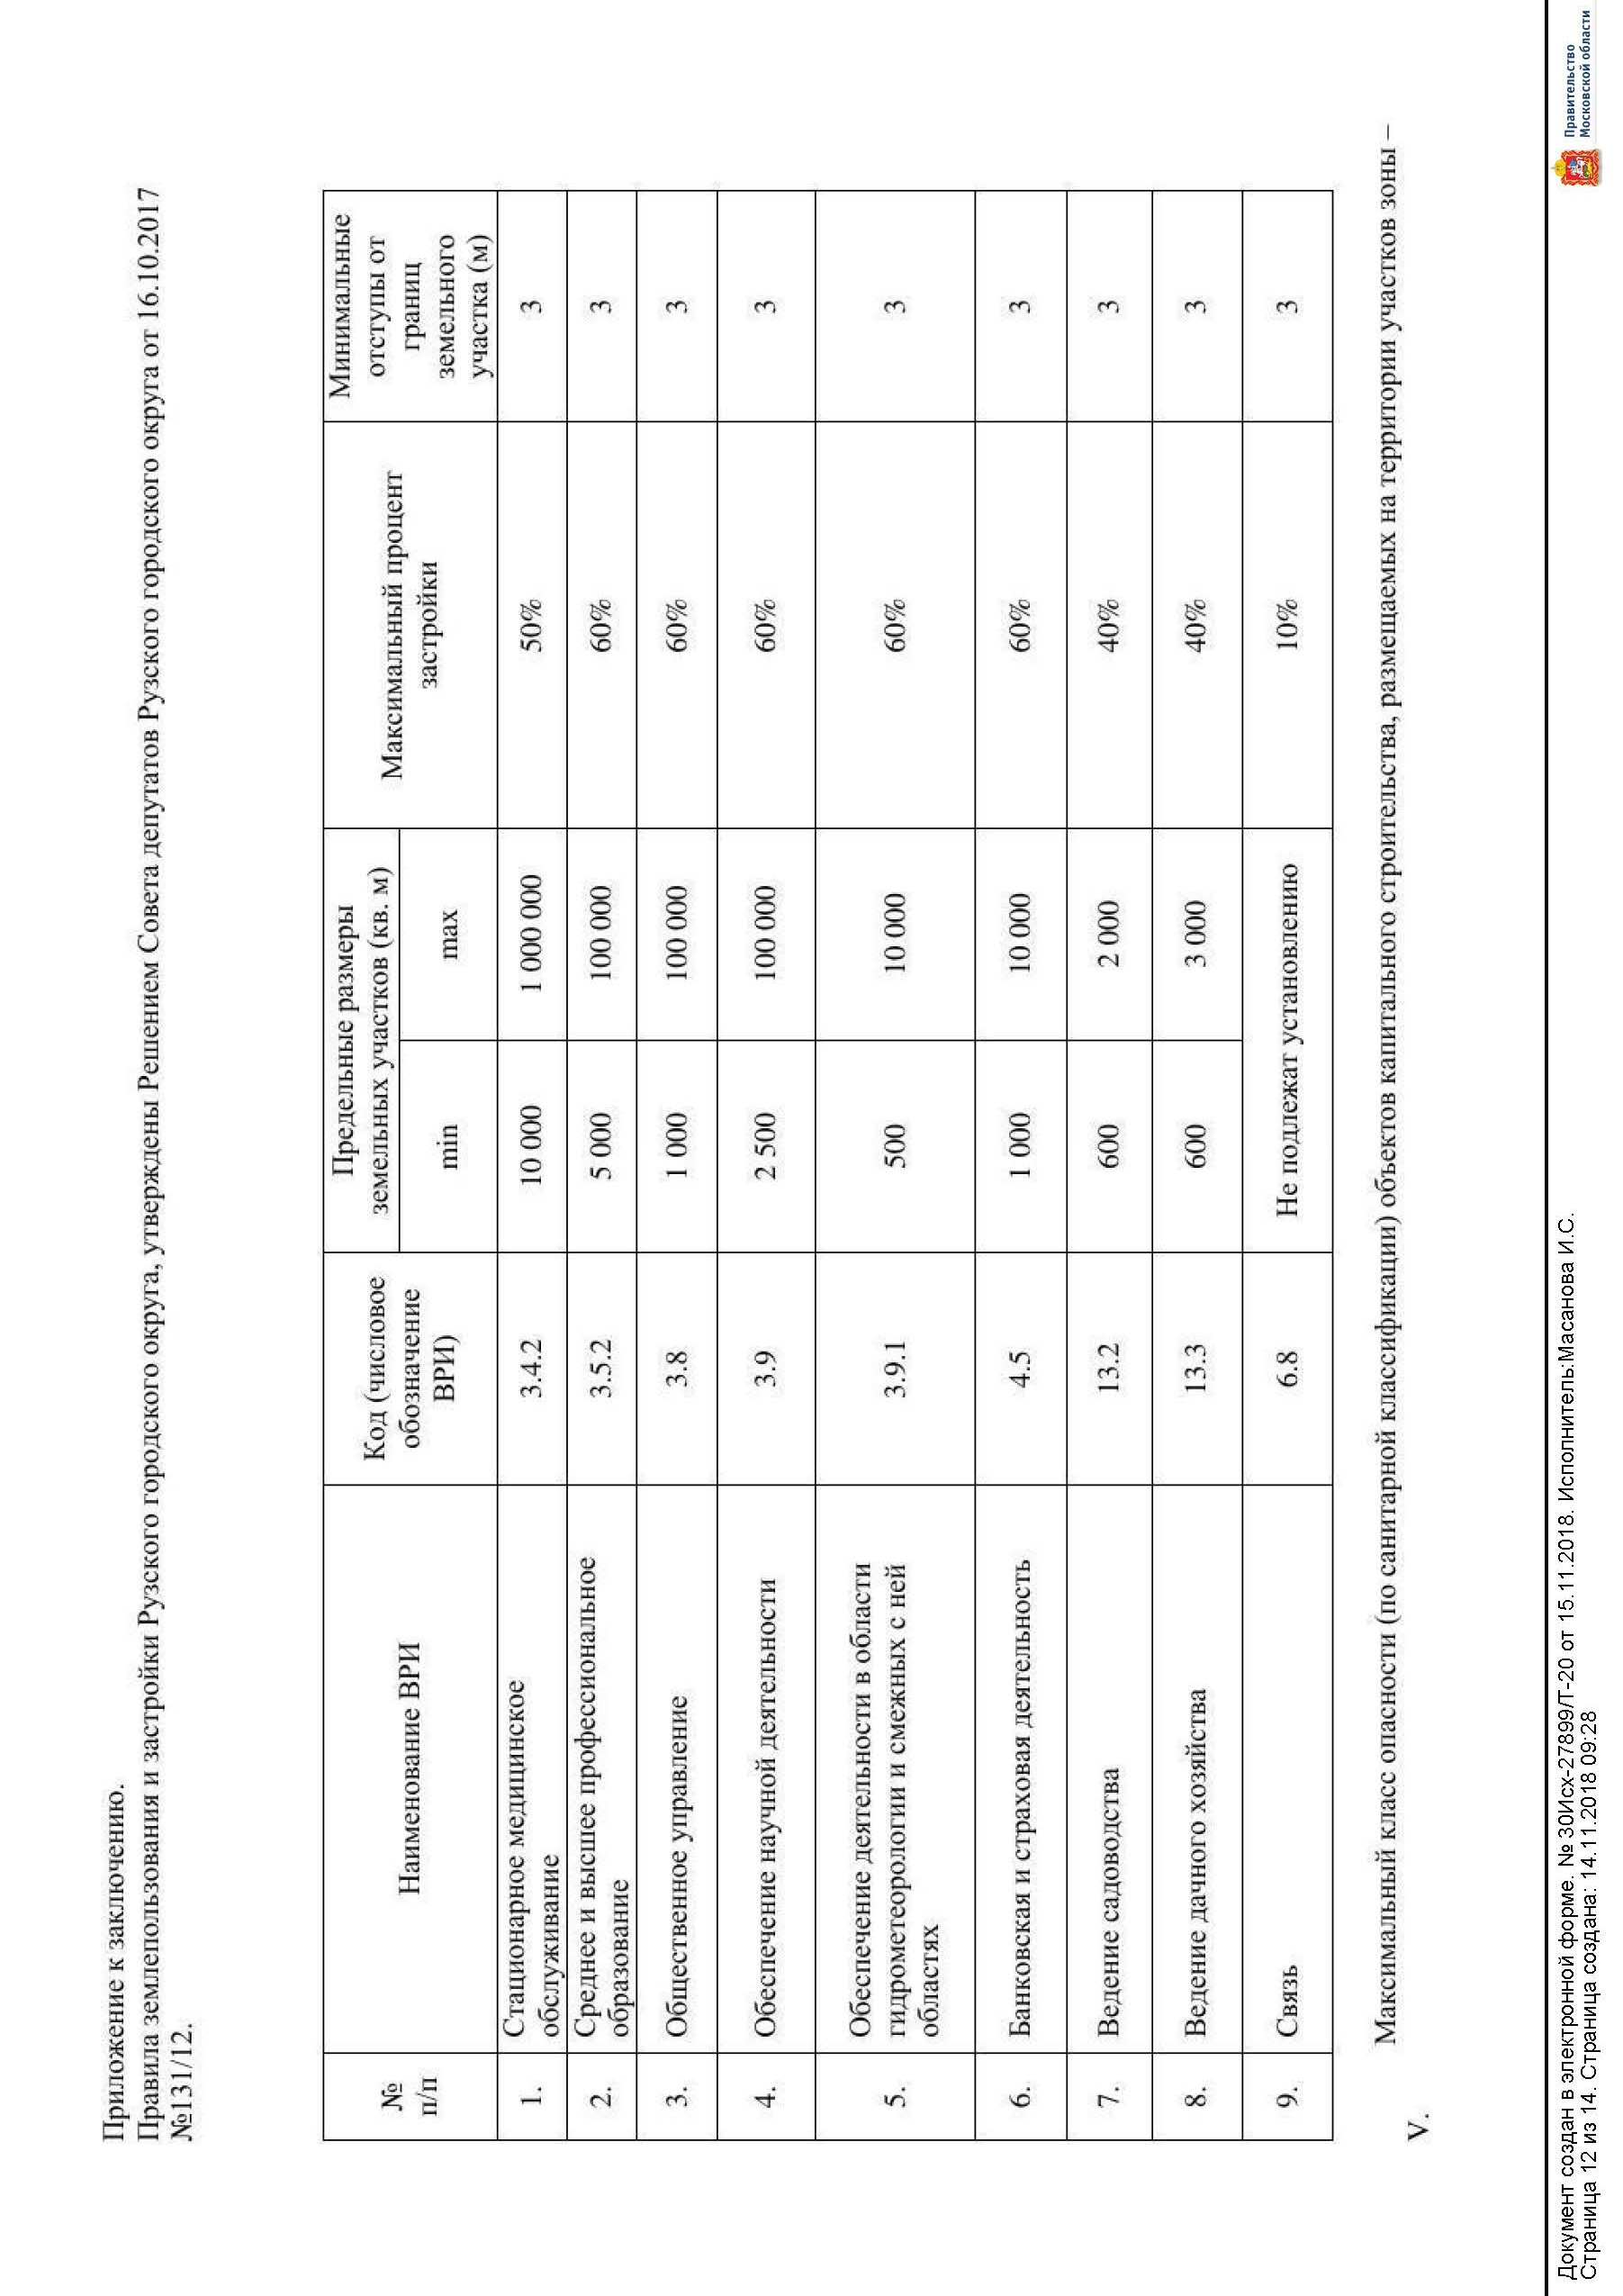 Приложение к заключению.
Правила землепользования и застройки Рузского городского округа, утверждены Решением Совета депутатов Рузского городского округа от 16.10.2017
№131/12.
№
п/п
Наименование ВРИ
Код (числовое
обозначение
ВРИ)
Предельные размеры
земельных участков (кв. м)
min
max
Максимальный процент
застройки
Минимальные
отступы от
границ
земельного
участка (м)
1. Стационарное медицинское
обслуживание
3.4.2 10 000 1 000 000 50% 3
2. Среднее и высшее профессиональное
образование
3.5.2 5 000 100 000 60% 3
3. Общественное управление 3.8 1 000 100 000 60% 3
4. Обеспечение научной деятельности 3.9 2 500 100 000 60% 3
5. Обеспечение деятельности в области
гидрометеорологии и смежных с ней
областях
3.9.1 500 10 000 60% 3
6. Банковская и страховая деятельность 4.5 1 000 10 000 60% 3
7. Ведение садоводства 13.2 600 2 000 40% 3
8. Ведение дачного хозяйства 13.3 600 3 000 40% 3
9. Связь 6.8 Не подлежат установлению 10% 3
Максимальный класс опасности (по санитарной классификации) объектов капитального строительства, размещаемых на территории участков зоны –
V.
Документ создан в электронной форме. № 30Исх-27899/Т-20 от 15.11.2018. Исполнитель:Масанова И.С.
Страница 12 из 14. Страница создана: 14.11.2018 09:28
Правительство
Московской области